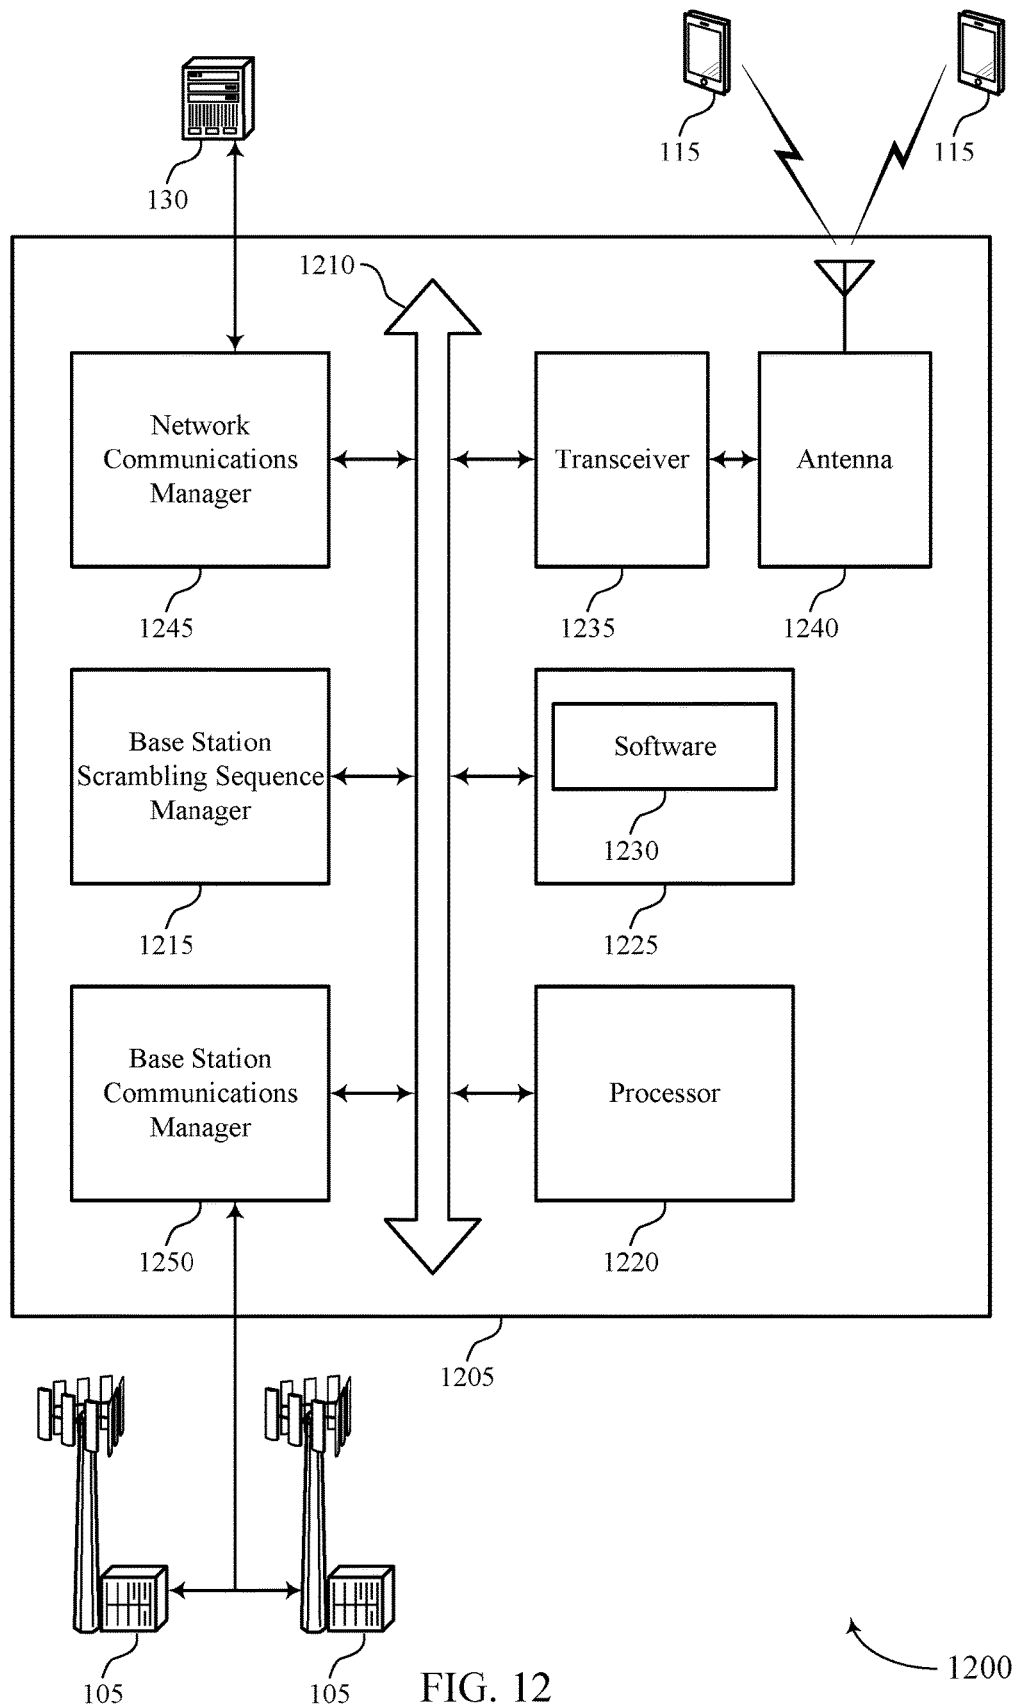 130
115
115
1210
Network
Communications
Manager
Transceiver
Antenna
1245
1235
1240
Base Station
Scrambling Sequence
Manager
Software
1230
1215
1225
Base Station
Communications
Manager
Processor
1250
1220
1205
105
105
FIG. 12
1200